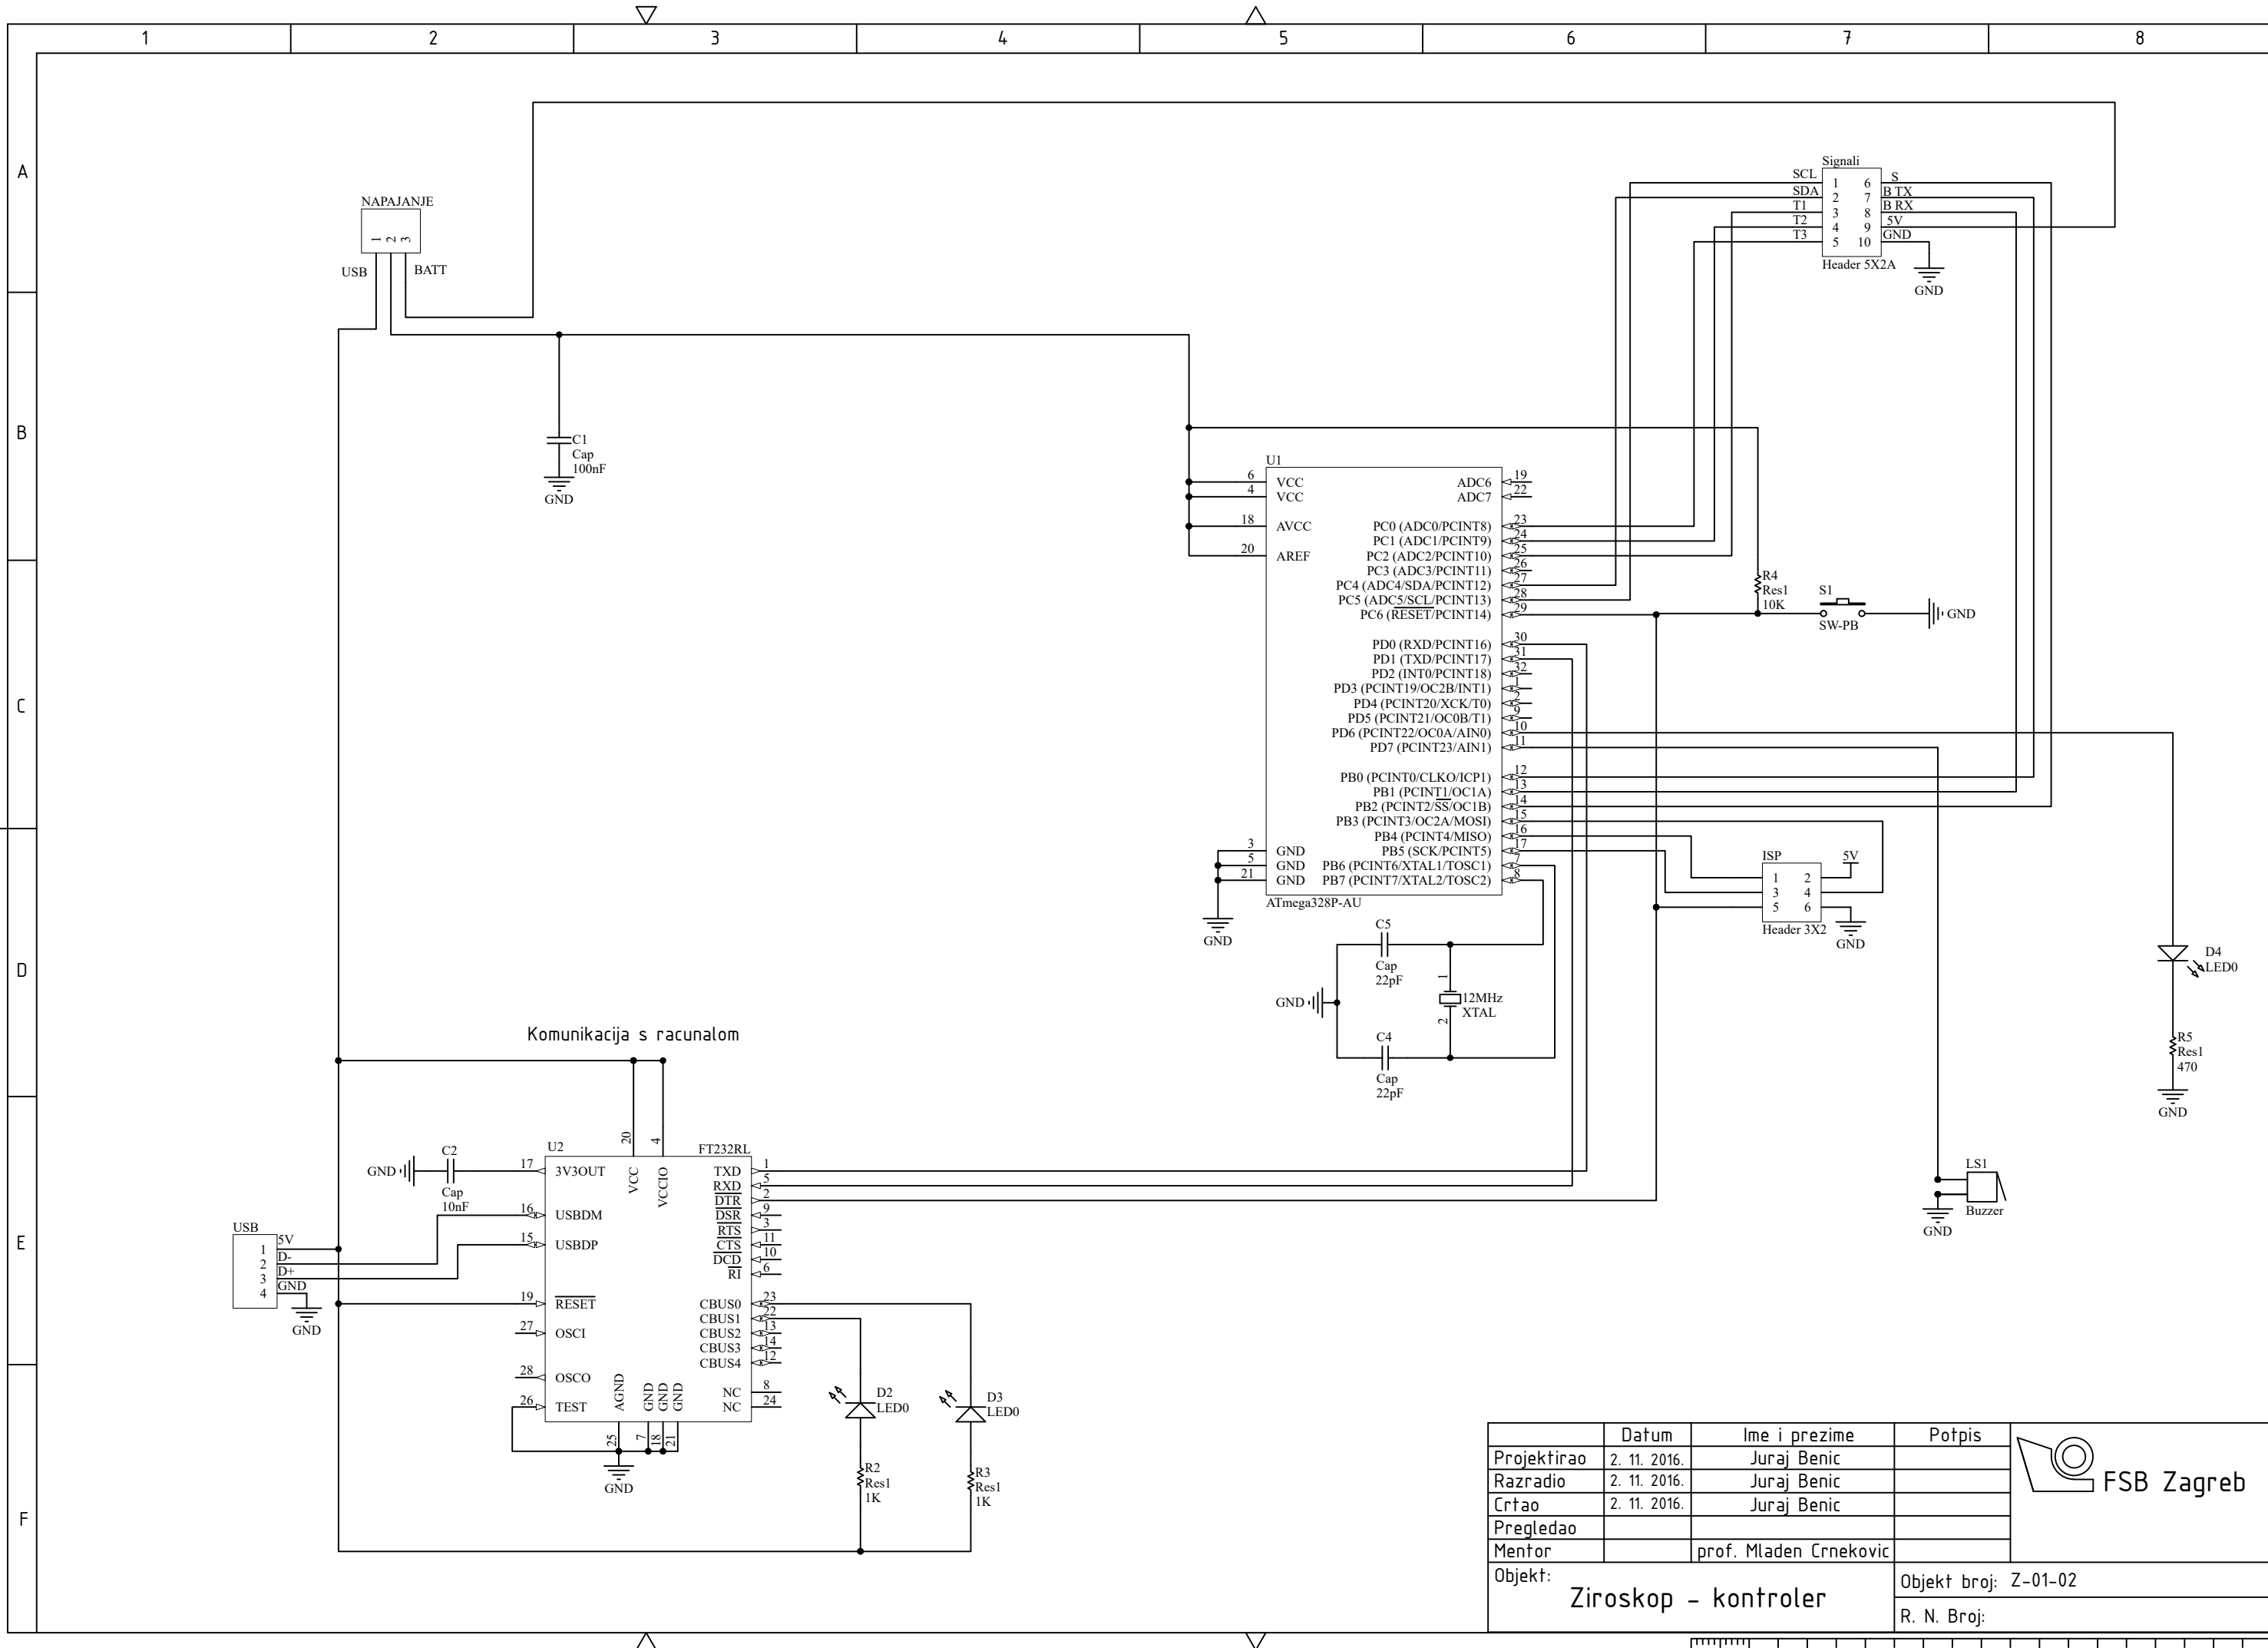 1 2 3 4 5 6 7 8
A
B
C
D
E
F
NAPAJANJE
1 2 3
USB
BATT
C1
Cap
100nF
GND
Signali
SCL 1 6 S
SDA 2 7 B TX
T1 3 8 B RX
T2 4 9 5V
T3 5 10 GND
Header 5X2A
GND
U1
6 VCC
4 VCC
18 AVCC
20 AREF
3 GND
5 GND
21 GND
GND
ADC6 19
ADC7 22
PC0 (ADC0/PCINT8) 23
PC1 (ADC1/PCINT9) 24
PC2 (ADC2/PCINT10) 25
PC3 (ADC3/PCINT11) 26
PC4 (ADC4/SDA/PCINT12) 27
PC5 (ADC5/SCL/PCINT13) 28
PC6 (RESET/PCINT14) 29
PD0 (RXD/PCINT16) 30
PD1 (TXD/PCINT17) 31
PD2 (INT0/PCINT18) 32
PD3 (PCINT19/OC2B/INT1) 1
PD4 (PCINT20/XCK/T0) 2
PD5 (PCINT21/OC0B/T1) 9
PD6 (PCINT22/OC0A/AIN0) 10
PD7 (PCINT23/AIN1) 11
PB0 (PCINT0/CLKO/ICP1) 12
PB1 (PCINT1/OC1A) 13
PB2 (PCINT2/SS/OC1B) 14
PB3 (PCINT3/OC2A/MOSI) 15
PB4 (PCINT4/MISO) 16
PB5 (SCK/PCINT5) 17
PB6 (PCINT6/XTAL1/TOSC1) 7
PB7 (PCINT7/XTAL2/TOSC2) 8
ATmega328P-AU
R4
Res1
10K
S1
SW-PB
GND
ISP
5V
1 2
3 4
5 6
Header 3X2
GND
C5
Cap
22pF
GND
1
12MHz
XTAL
2
C4
Cap
22pF
D4
LED0
R5
Res1
470
GND
LS1
Buzzer
GND
Komunikacija s racunalom
U2
FT232RL
20 VCC
4 VCCIO
GND
C2
Cap
10nF
17 3V3OUT
16 USBDM
15 USBDP
19 RESET
27 OSCI
28 OSCO
26 TEST
AGND GND GND GND
25 7 18 21
GND
TXD 1
RXD 5
DTR 2
DSR 9
RTS 3
CTS 11
DCD 10
RI 6
CBUS0 23
CBUS1 22
CBUS2 13
CBUS3 14
CBUS4 12
NC 8
NC 24
USB
1 5V
2 D-
3 D+
4 GND
GND
D2
LED0
D3
LED0
R2
Res1
1K
R3
Res1
1K
Datum Ime i prezime Potpis
Projektirao 2. 11. 2016. Juraj Benic
Razradio 2. 11. 2016. Juraj Benic
Crtao 2. 11. 2016. Juraj Benic
Pregledao
Mentor prof. Mladen Crnekovic
FSB Zagreb
Objekt:
Ziroskop - kontroler
Objekt broj: Z-01-02
R. N. Broj: